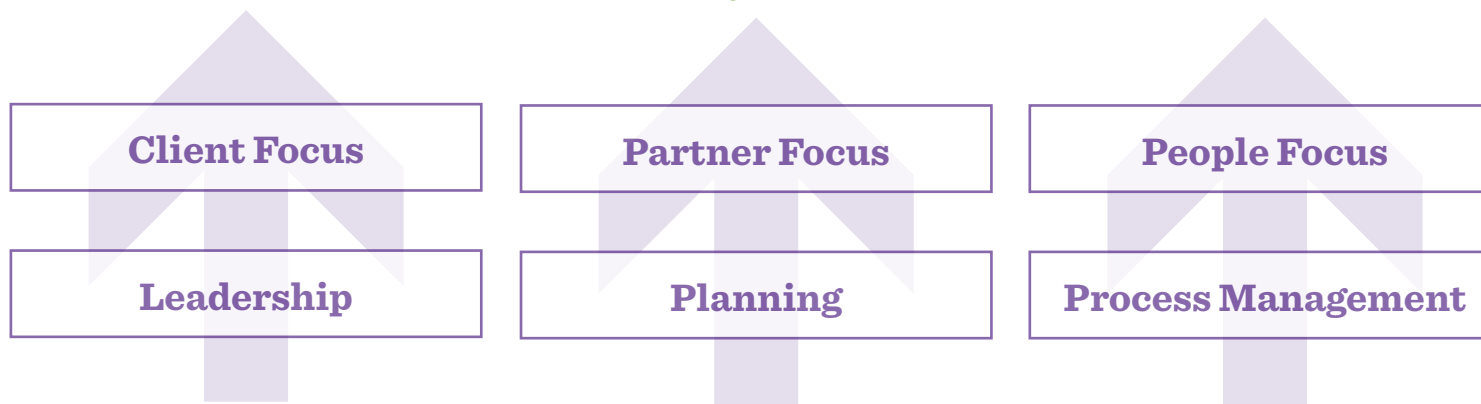 Client Focus
Partner Focus
People Focus
Leadership
Planning
Process Management